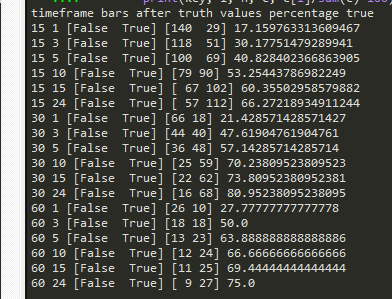 print(key, i, n, c, c[1]/sum(c)*100)
timeframe bars after truth values percentage true
15 1 [False  True] [140  29] 17.159763313609467
15 3 [False  True] [118  51] 30.17751479289941
15 5 [False  True] [100  69] 40.828402366863905
15 10 [False  True] [79 90] 53.25443786982249
15 15 [False  True] [ 67 102] 60.35502958579882
15 24 [False  True] [ 57 112] 66.27218934911244
30 1 [False  True] [66 18] 21.428571428571427
30 3 [False  True] [44 40] 47.61904761904761
30 5 [False  True] [36 48] 57.14285714285714
30 10 [False  True] [25 59] 70.23809523809523
30 15 [False  True] [22 62] 73.80952380952381
30 24 [False  True] [16 68] 80.95238095238095
60 1 [False  True] [26 10] 27.77777777777778
60 3 [False  True] [18 18] 50.0
60 5 [False  True] [13 23] 63.888888888888886
60 10 [False  True] [12 24] 66.66666666666666
60 15 [False  True] [11 25] 69.44444444444444
60 24 [False  True] [ 9 27] 75.0